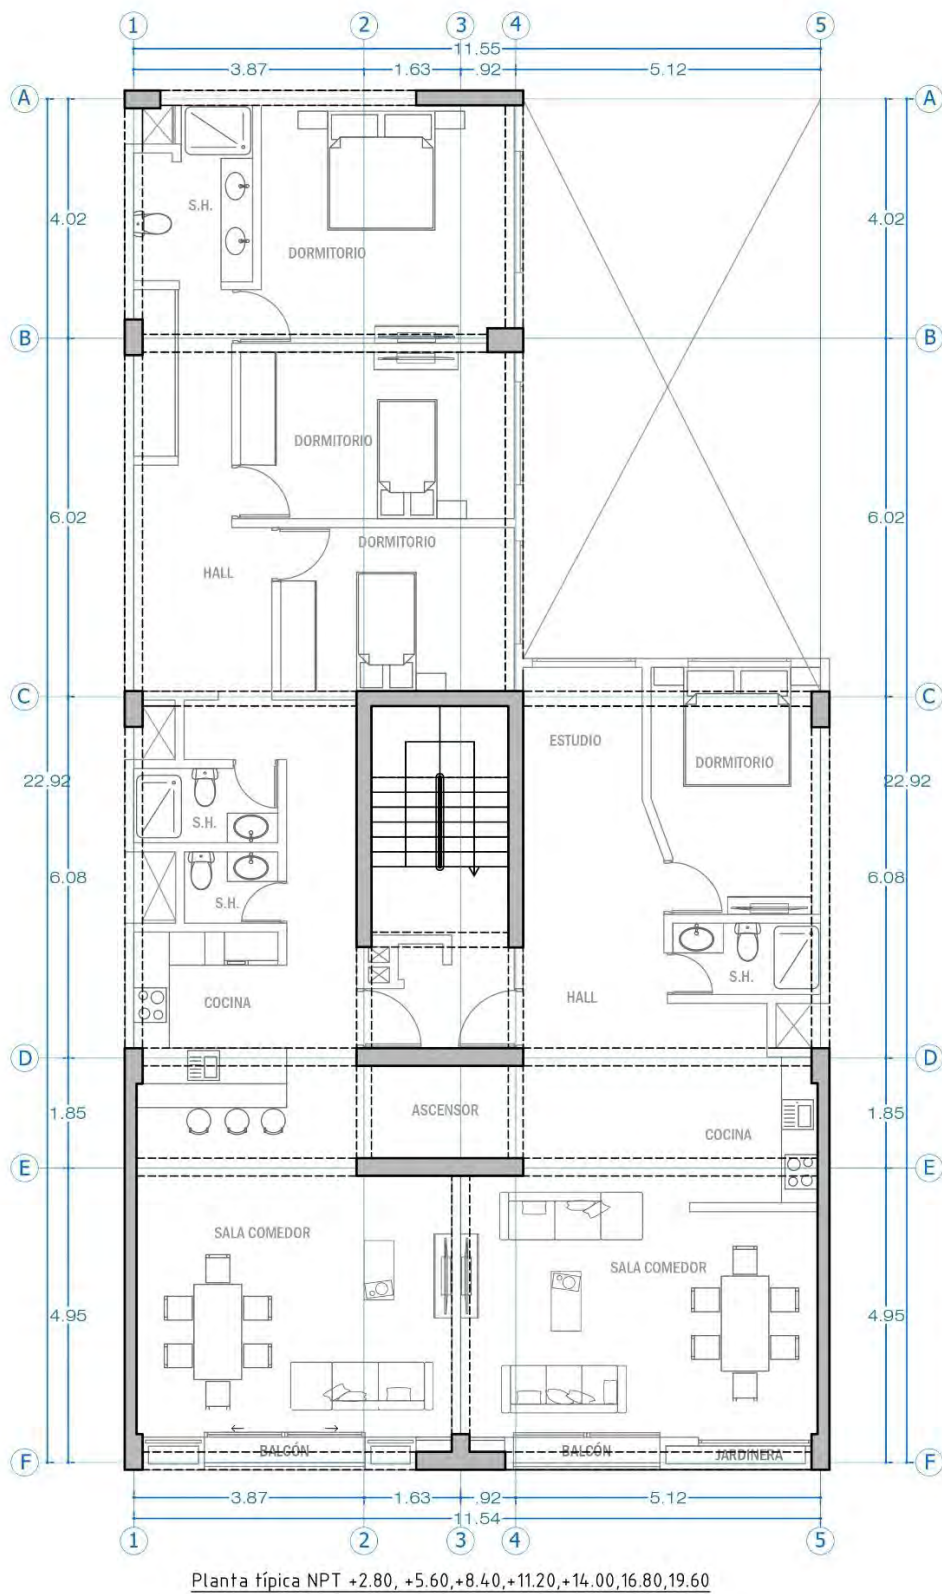 1 2 3 4 5
11.55
3.87 1.63 .92 5.12
A A
S.H.
4.02 4.02
DORMITORIO
B B
DORMITORIO
6.02 6.02
DORMITORIO
HALL
C C
ESTUDIO
DORMITORIO
22.92 22.92
S.H.
6.08 6.08
S.H.
S.H.
COCINA HALL
D D
1.85 ASCENSOR 1.85
COCINA
E E
SALA COMEDOR
SALA COMEDOR
4.95 4.95
BALCÓN BALCÓN JARDINERA
F F
3.87 1.63 .92 5.12
11.54
1 2 3 4 5
Planta típica NPT +2.80, +5.60,+8.40,+11.20,+14.00,16.80,19.60